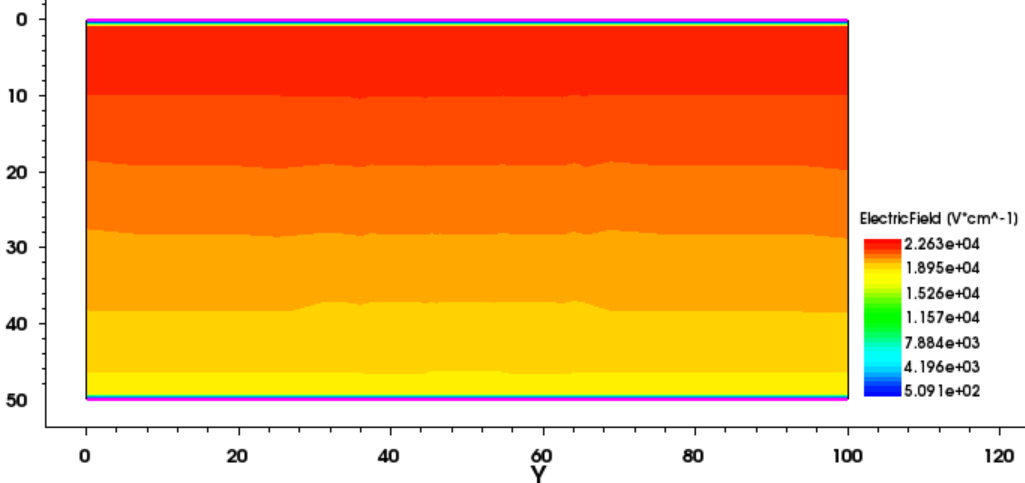 0
10
20
30
40
50
ElectricField (V*cm^-1)
2.263e+04
1.895e+04
1.526e+04
1.157e+04
7.884e+03
4.196e+03
5.091e+02
0 20 40 60 80 100 120
Y